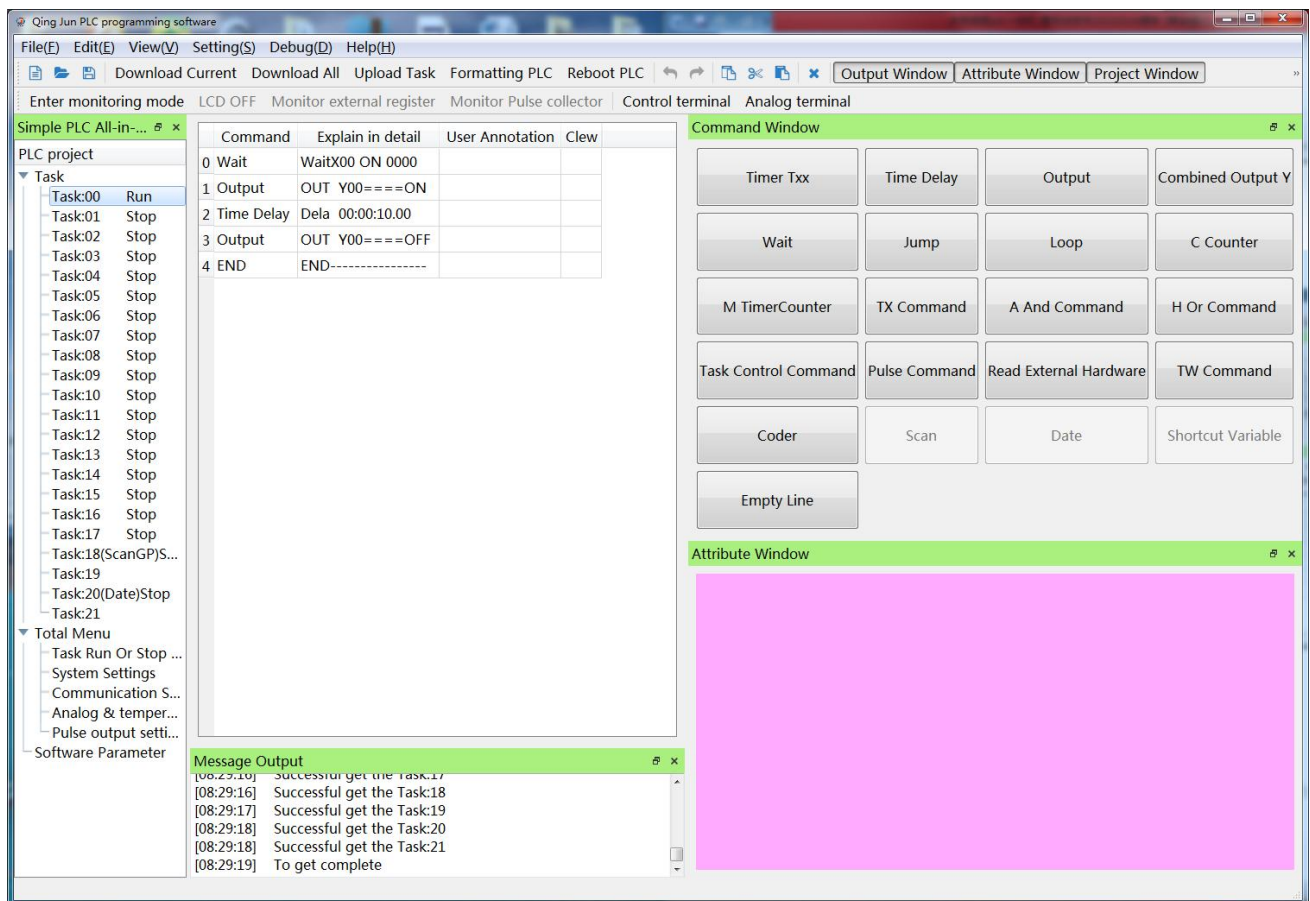 Qing Jun PLC programming software
File(F) Edit(E) View(V) Setting(S) Debug(D) Help(H)
Download Current Download All Upload Task Formatting PLC Reboot PLC Output Window Attribute Window Project Window »
Enter monitoring mode LCD OFF Monitor external register Monitor Pulse collector Control terminal Analog terminal
Simple PLC All-in-...
PLC project
Task
Task:00 Run
Task:01 Stop
Task:02 Stop
Task:03 Stop
Task:04 Stop
Task:05 Stop
Task:06 Stop
Task:07 Stop
Task:08 Stop
Task:09 Stop
Task:10 Stop
Task:11 Stop
Task:12 Stop
Task:13 Stop
Task:14 Stop
Task:15 Stop
Task:16 Stop
Task:17 Stop
Task:18(ScanGP)S...
Task:19
Task:20(Date)Stop
Task:21
Total Menu
Task Run Or Stop ...
System Settings
Communication S...
Analog & temper...
Pulse output setti...
Software Parameter
Command Explain in detail User Annotation Clew
0 Wait WaitX00 ON 0000
1 Output OUT Y00====ON
2 Time Delay Dela 00:00:10.00
3 Output OUT Y00====OFF
4 END END----------------
Message Output
[08:29:16] Successful get the Task:17
[08:29:16] Successful get the Task:18
[08:29:17] Successful get the Task:19
[08:29:18] Successful get the Task:20
[08:29:18] Successful get the Task:21
[08:29:19] To get complete
Command Window
Timer Txx Time Delay Output Combined Output Y
Wait Jump Loop C Counter
M TimerCounter TX Command A And Command H Or Command
Task Control Command Pulse Command Read External Hardware TW Command
Coder Scan Date Shortcut Variable
Empty Line
Attribute Window